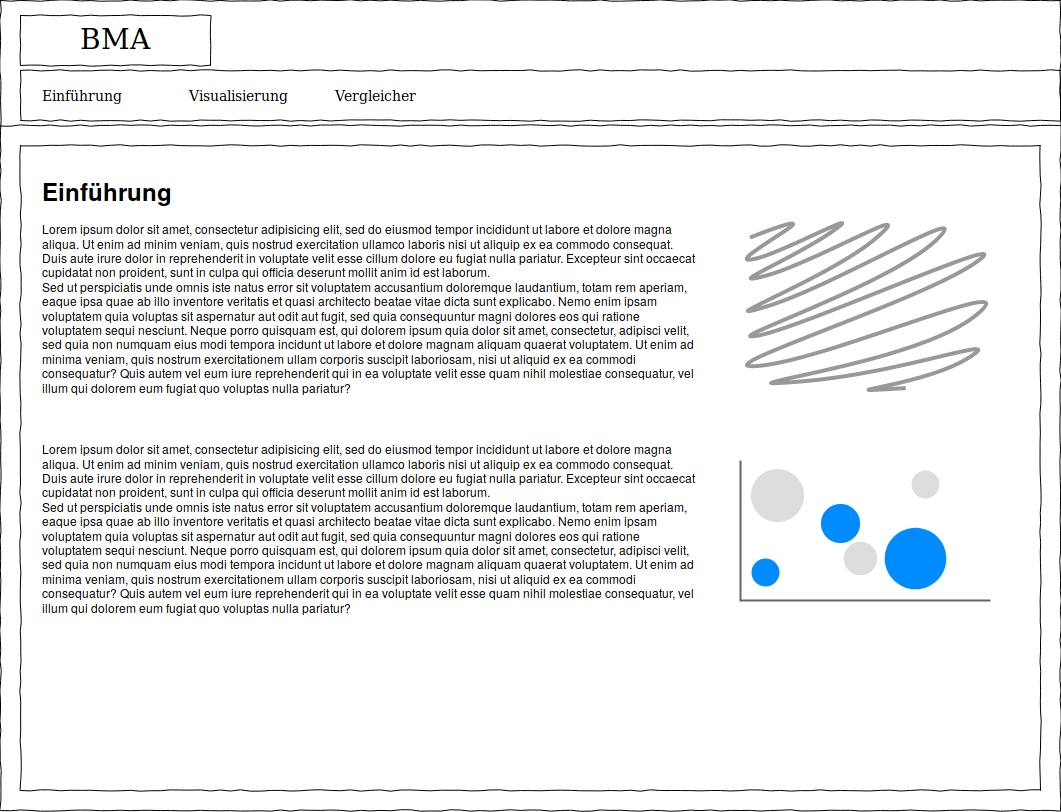 BMA
Einführung Visualisierung Vergleicher
Einführung
Lorem ipsum dolor sit amet, consectetur adipisicing elit, sed do eiusmod tempor incididunt ut labore et dolore magna
aliqua. Ut enim ad minim veniam, quis nostrud exercitation ullamco laboris nisi ut aliquip ex ea commodo consequat.
Duis aute irure dolor in reprehenderit in voluptate velit esse cillum dolore eu fugiat nulla pariatur. Excepteur sint occaecat
cupidatat non proident, sunt in culpa qui officia deserunt mollit anim id est laborum.
Sed ut perspiciatis unde omnis iste natus error sit voluptatem accusantium doloremque laudantium, totam rem aperiam,
eaque ipsa quae ab illo inventore veritatis et quasi architecto beatae vitae dicta sunt explicabo. Nemo enim ipsam
voluptatem quia voluptas sit aspernatur aut odit aut fugit, sed quia consequuntur magni dolores eos qui ratione
voluptatem sequi nesciunt. Neque porro quisquam est, qui dolorem ipsum quia dolor sit amet, consectetur, adipisci velit,
sed quia non numquam eius modi tempora incidunt ut labore et dolore magnam aliquam quaerat voluptatem. Ut enim ad
minima veniam, quis nostrum exercitationem ullam corporis suscipit laboriosam, nisi ut aliquid ex ea commodi
consequatur? Quis autem vel eum iure reprehenderit qui in ea voluptate velit esse quam nihil molestiae consequatur, vel
illum qui dolorem eum fugiat quo voluptas nulla pariatur?
Lorem ipsum dolor sit amet, consectetur adipisicing elit, sed do eiusmod tempor incididunt ut labore et dolore magna
aliqua. Ut enim ad minim veniam, quis nostrud exercitation ullamco laboris nisi ut aliquip ex ea commodo consequat.
Duis aute irure dolor in reprehenderit in voluptate velit esse cillum dolore eu fugiat nulla pariatur. Excepteur sint occaecat
cupidatat non proident, sunt in culpa qui officia deserunt mollit anim id est laborum.
Sed ut perspiciatis unde omnis iste natus error sit voluptatem accusantium doloremque laudantium, totam rem aperiam,
eaque ipsa quae ab illo inventore veritatis et quasi architecto beatae vitae dicta sunt explicabo. Nemo enim ipsam
voluptatem quia voluptas sit aspernatur aut odit aut fugit, sed quia consequuntur magni dolores eos qui ratione
voluptatem sequi nesciunt. Neque porro quisquam est, qui dolorem ipsum quia dolor sit amet, consectetur, adipisci velit,
sed quia non numquam eius modi tempora incidunt ut labore et dolore magnam aliquam quaerat voluptatem. Ut enim ad
minima veniam, quis nostrum exercitationem ullam corporis suscipit laboriosam, nisi ut aliquid ex ea commodi
consequatur? Quis autem vel eum iure reprehenderit qui in ea voluptate velit esse quam nihil molestiae consequatur, vel
illum qui dolorem eum fugiat quo voluptas nulla pariatur?